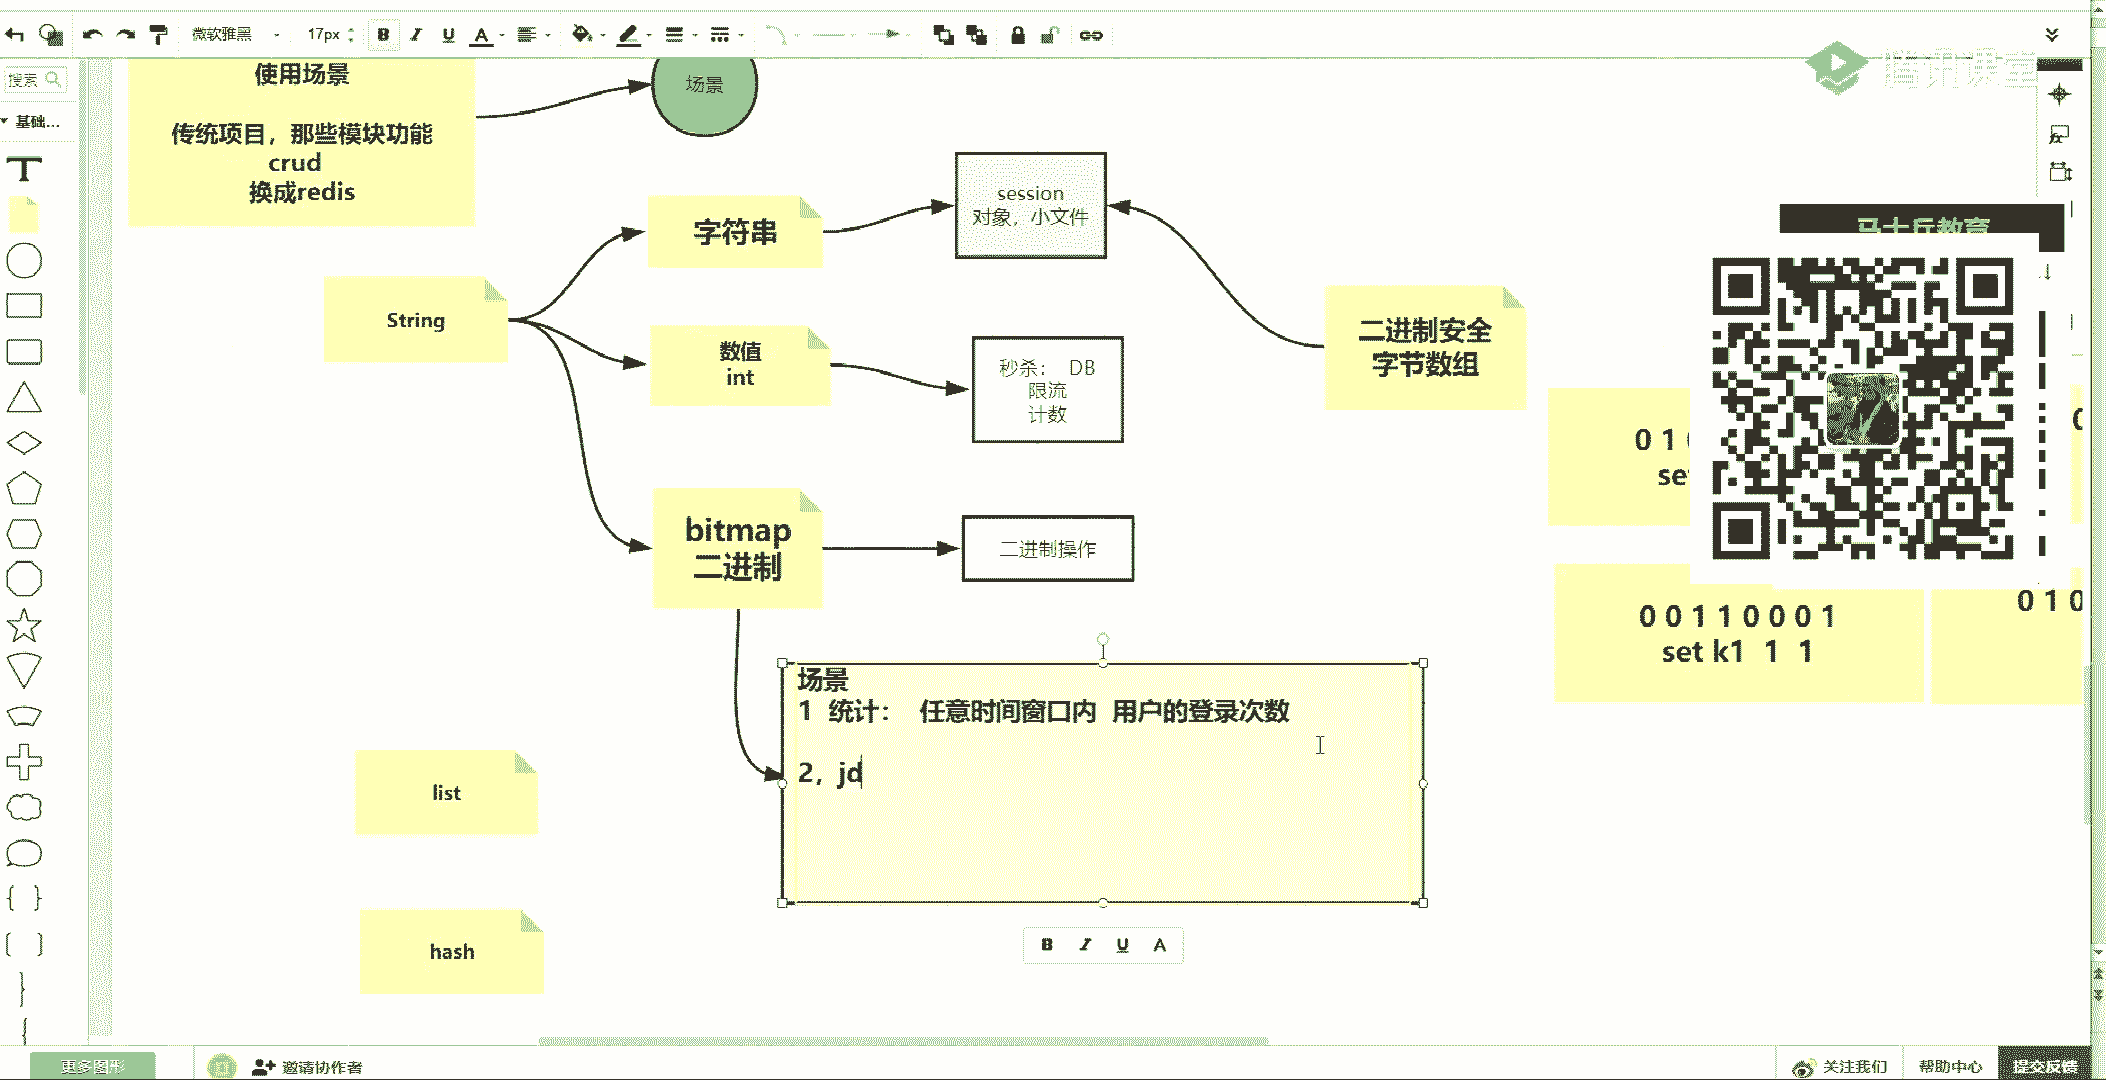 微软雅黑
17px
B I U A
搜索
基础...
使用场景
传统项目，那些模块功能
crud
换成redis
场景
String
字符串
session
对象，小文件
数值
int
秒杀： DB
限流
计数
bitmap
二进制
二进制操作
二进制安全
字节数组
腾讯课堂
马士兵教育
0 1
se
0
0 0 1 1 0 0 0 1
set k1 1 1
0 1 0
场景
1 统计： 任意时间窗口内 用户的登录次数
2，jd
list
hash
B I U A
更多图形
邀请协作者
关注我们
帮助中心
提交反馈